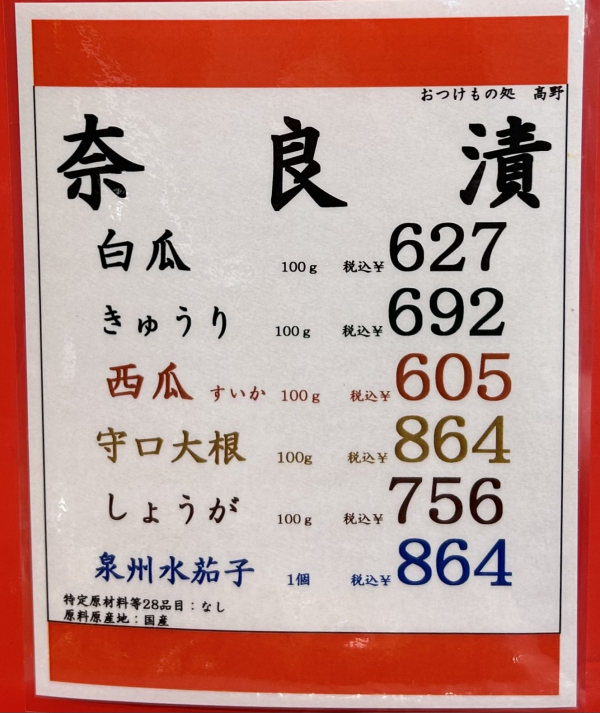 おつけもの処 高野
奈良漬
白瓜 100g 税込¥627
きゅうり 100g 税込¥692
西瓜 すいか 100g 税込¥605
守口大根 100g 税込¥864
しょうが 100g 税込¥756
泉州水茄子 1個 税込¥864
特定原材料等28品目：なし
原料原産地：国産